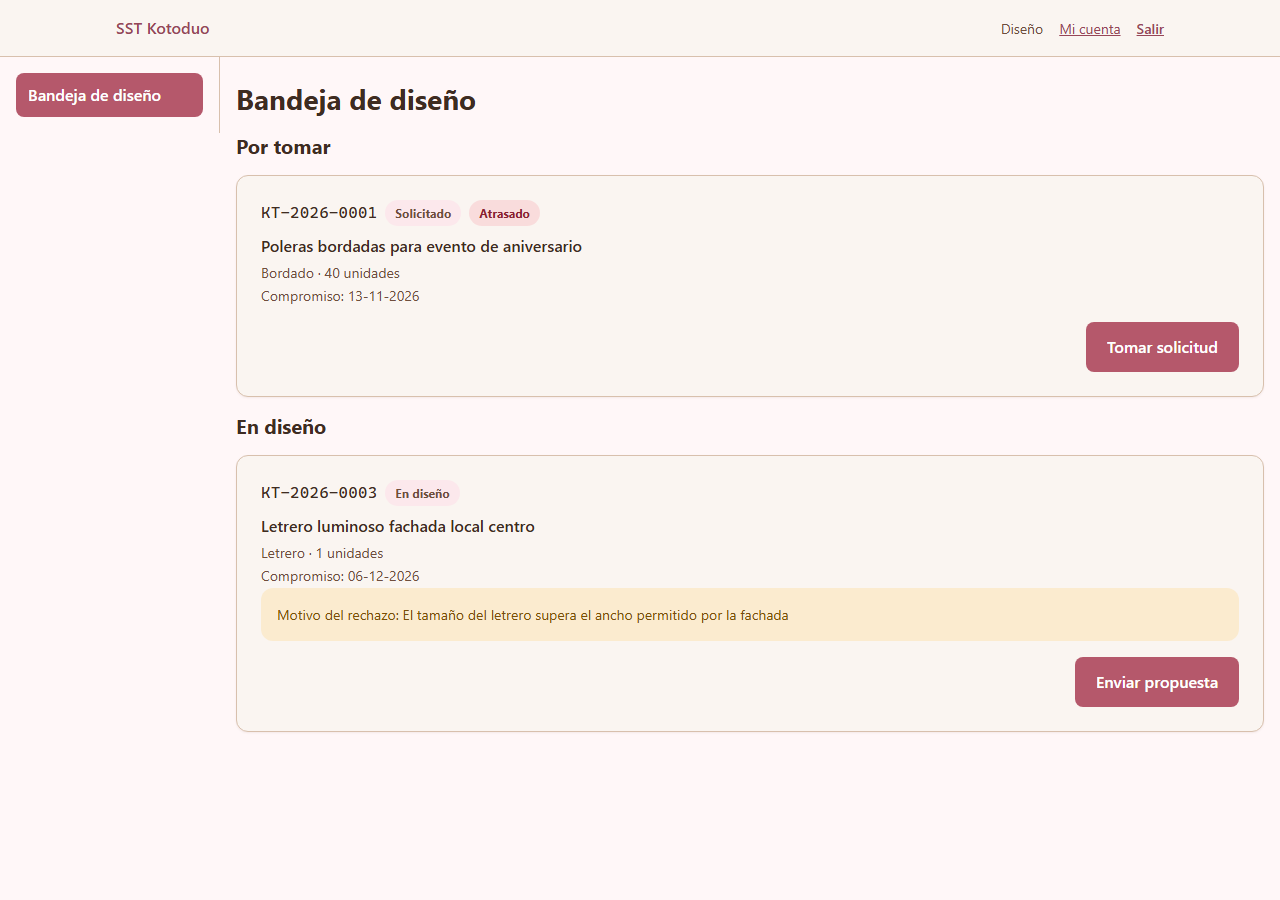 SST Kotoduo
Diseño Mi cuenta Salir
Bandeja de diseño
Bandeja de diseño
Por tomar
KT-2026-0001 Solicitado Atrasado
Poleras bordadas para evento de aniversario
Bordado · 40 unidades
Compromiso: 13-11-2026
Tomar solicitud
En diseño
KT-2026-0003 En diseño
Letrero luminoso fachada local centro
Letrero · 1 unidades
Compromiso: 06-12-2026
Motivo del rechazo: El tamaño del letrero supera el ancho permitido por la fachada
Enviar propuesta